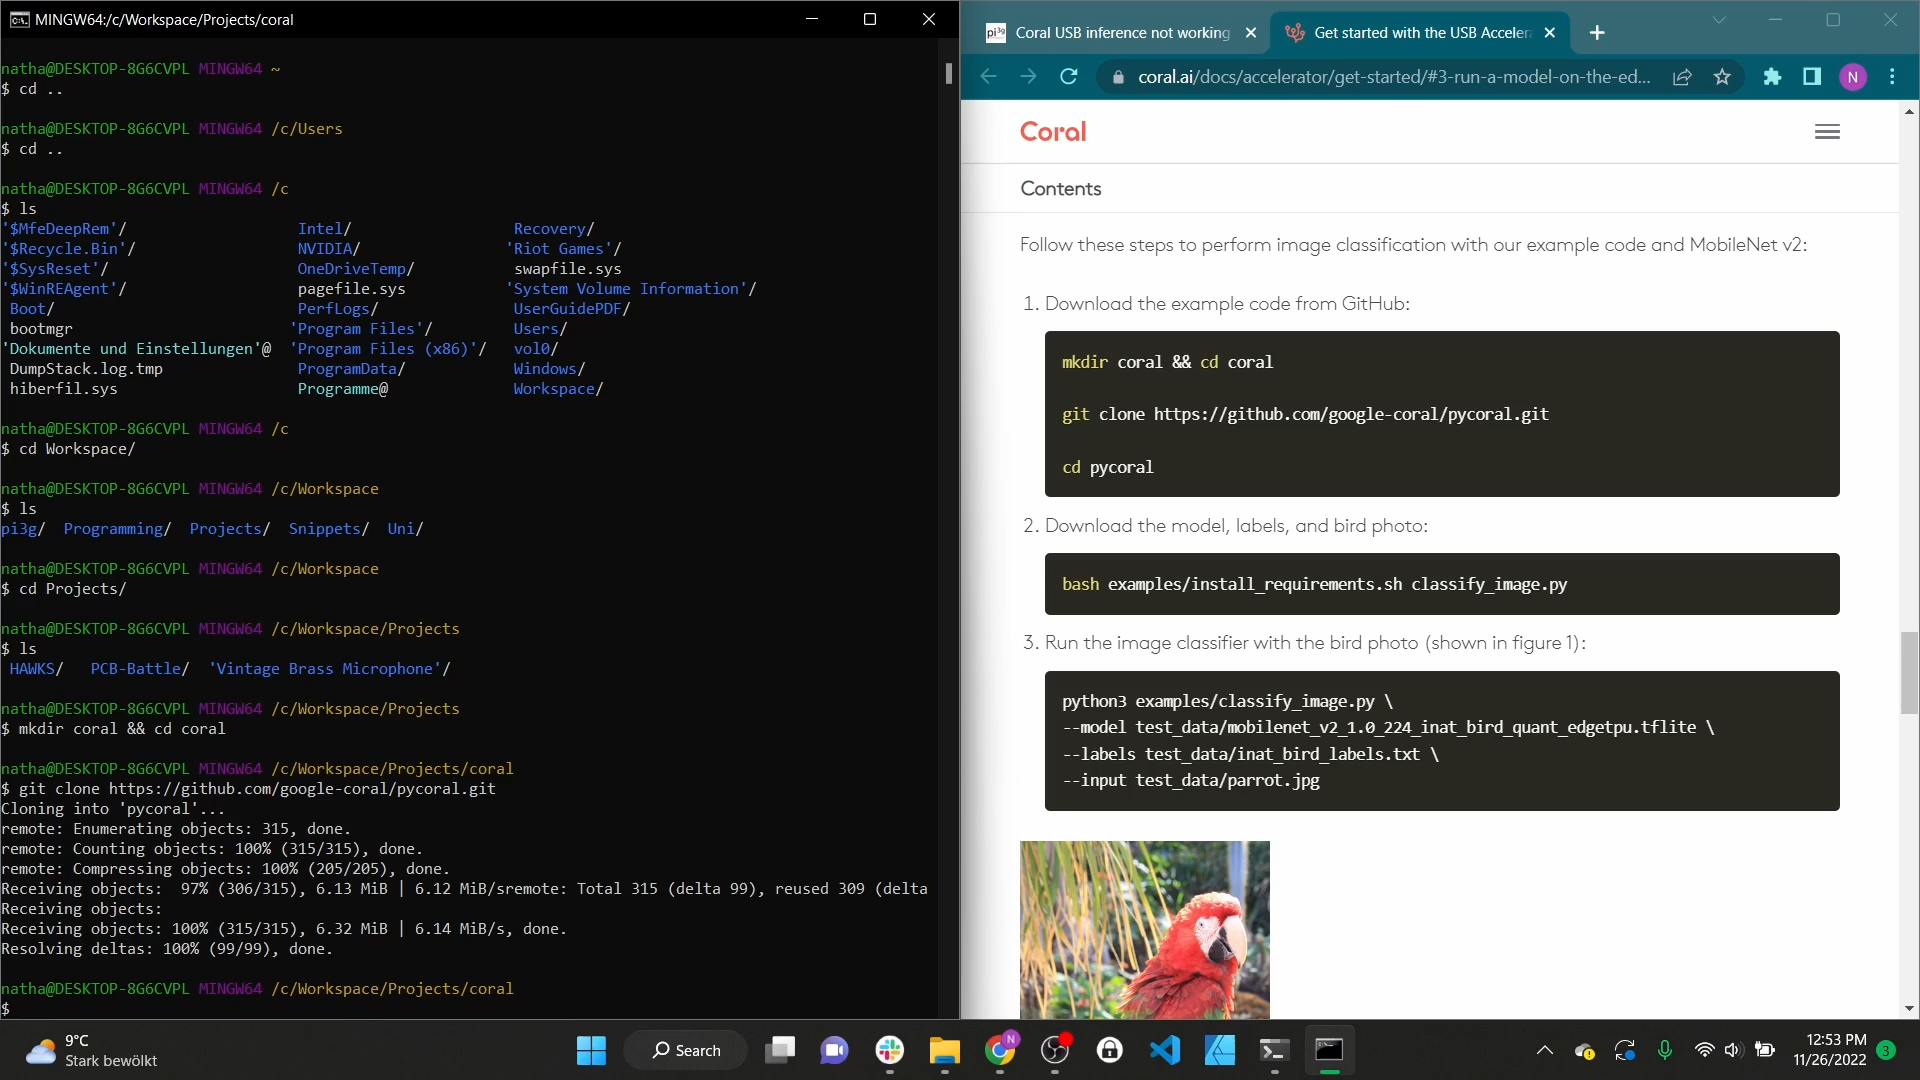 MINGW64:/c/Workspace/Projects/coral
natha@DESKTOP-8G6CVPL MINGW64 ~
$ cd ..
natha@DESKTOP-8G6CVPL MINGW64 /c/Users
$ cd ..
natha@DESKTOP-8G6CVPL MINGW64 /c
$ ls
'$MfeDeepRem'/ Intel/ Recovery/
'$Recycle.Bin'/ NVIDIA/ 'Riot Games'/
'$SysReset'/ OneDriveTemp/ swapfile.sys
'$WinREAgent'/ pagefile.sys 'System Volume Information'/
Boot/ PerfLogs/ UserGuidePDF/
bootmgr 'Program Files'/ Users/
'Dokumente und Einstellungen'@ 'Program Files (x86)'/ vol0/
DumpStack.log.tmp ProgramData/ Windows/
hiberfil.sys Programme@ Workspace/
natha@DESKTOP-8G6CVPL MINGW64 /c
$ cd Workspace/
natha@DESKTOP-8G6CVPL MINGW64 /c/Workspace
$ ls
pi3g/ Programming/ Projects/ Snippets/ Uni/
natha@DESKTOP-8G6CVPL MINGW64 /c/Workspace
$ cd Projects/
natha@DESKTOP-8G6CVPL MINGW64 /c/Workspace/Projects
$ ls
HAWKS/ PCB-Battle/ 'Vintage Brass Microphone'/
natha@DESKTOP-8G6CVPL MINGW64 /c/Workspace/Projects
$ mkdir coral && cd coral
natha@DESKTOP-8G6CVPL MINGW64 /c/Workspace/Projects/coral
$ git clone https://github.com/google-coral/pycoral.git
Cloning into 'pycoral'...
remote: Enumerating objects: 315, done.
remote: Counting objects: 100% (315/315), done.
remote: Compressing objects: 100% (205/205), done.
Receiving objects:  97% (306/315), 6.13 MiB | 6.12 MiB/sremote: Total 315 (delta 99), reused 309 (delta
Receiving objects:
Receiving objects: 100% (315/315), 6.32 MiB | 6.14 MiB/s, done.
Resolving deltas: 100% (99/99), done.
natha@DESKTOP-8G6CVPL MINGW64 /c/Workspace/Projects/coral
$
pi3g Coral USB inference not working
Get started with the USB Acceler
coral.ai/docs/accelerator/get-started/#3-run-a-model-on-the-ed...
N
Coral
Contents
Follow these steps to perform image classification with our example code and MobileNet v2:
1. Download the example code from GitHub:
mkdir coral && cd coral
git clone https://github.com/google-coral/pycoral.git
cd pycoral
2. Download the model, labels, and bird photo:
bash examples/install_requirements.sh classify_image.py
3. Run the image classifier with the bird photo (shown in figure 1):
python3 examples/classify_image.py \
--model test_data/mobilenet_v2_1.0_224_inat_bird_quant_edgetpu.tflite \
--labels test_data/inat_bird_labels.txt \
--input test_data/parrot.jpg
9°C
Stark bewölkt
Search
N
12:53 PM
11/26/2022
3